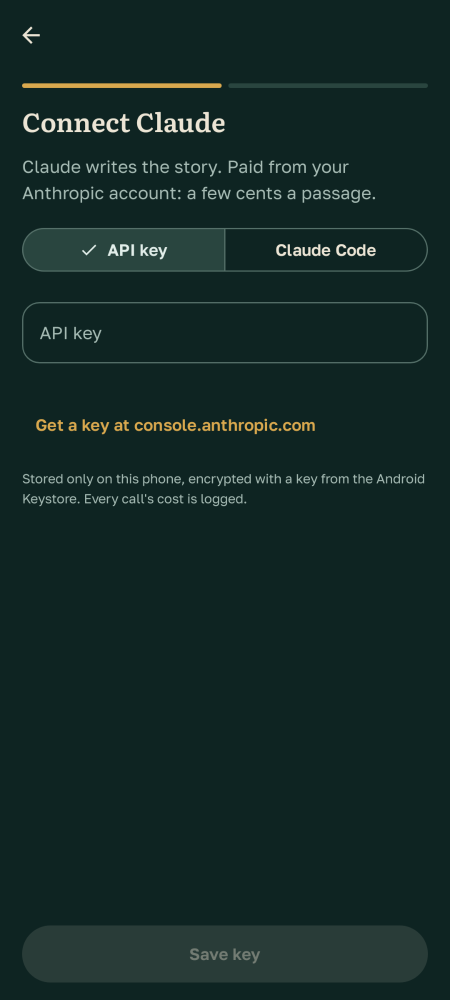 Connect Claude
Claude writes the story. Paid from your
Anthropic account: a few cents a passage.
API key
Claude Code
API key
Get a key at console.anthropic.com
Stored only on this phone, encrypted with a key from the Android
Keystore. Every call's cost is logged.
Save key